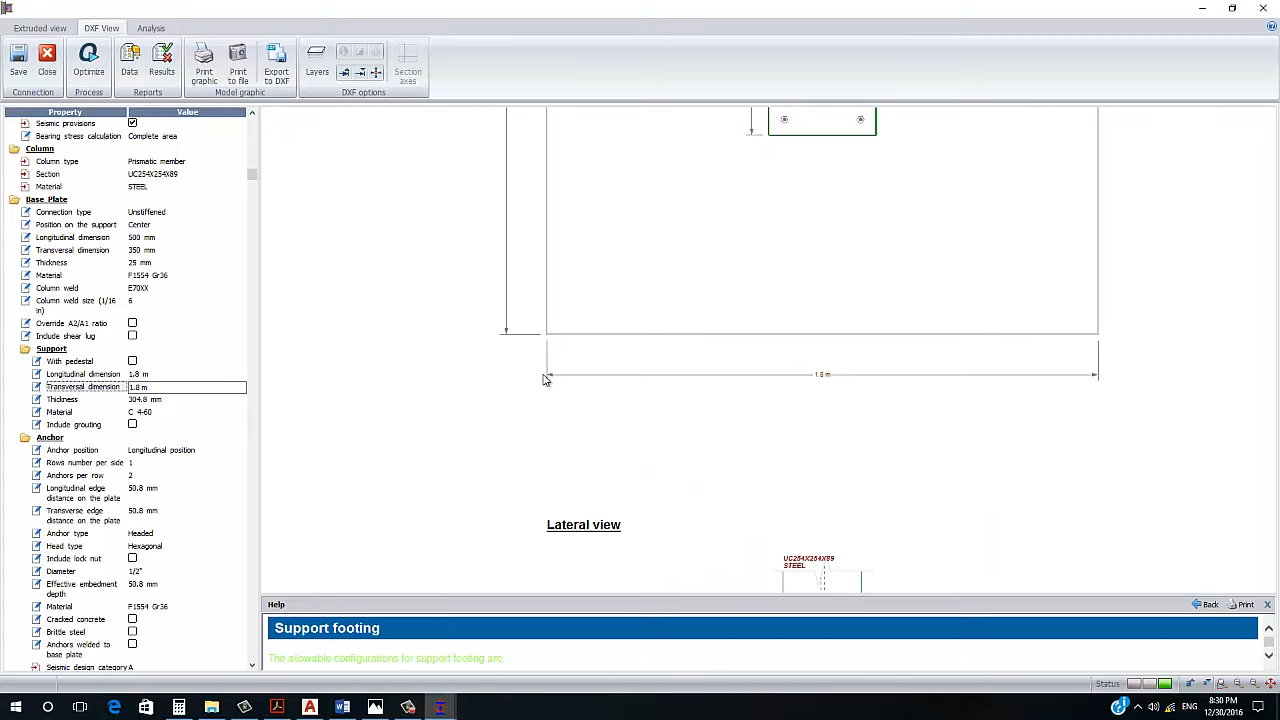 Extruded view DXF View Analysis
Save Close Optimize Data Results Print graphic Print to file Export to DXF Layers Section axes
Connection Process Reports Model graphic DXF options
Property Value
Seismic provisions
Bearing stress calculation Complete area
Column
Column type Prismatic member
Section UC254X254X89
Material STEEL
Base Plate
Connection type Unstiffened
Position on the support Center
Longitudinal dimension 500 mm
Transversal dimension 350 mm
Thickness 25 mm
Material F1554 Gr36
Column weld E70XX
Column weld size (1/16 6
in)
Override A2/A1 ratio
Include shear lug
Support
With pedestal
Longitudinal dimension 1.8 m
Transversal dimension 1.8 m
Thickness 304.8 mm
Material C 4-60
Include grouting
Anchor
Anchor position Longitudinal position
Rows number per side 1
Anchors per row 2
Longitudinal edge 50.8 mm
distance on the plate
Transverse edge 50.8 mm
distance on the plate
Anchor type Headed
Head type Hexagonal
Include lock nut
Diameter 1/2"
Effective embedment 50.8 mm
depth
Material F1554 Gr36
Cracked concrete
Brittle steel
Anchors welded to
base plate
Seismic design category A
1.8 m
Lateral view
UC254X254X89
STEEL
Help Back Print X
Support footing
The allowable configurations for support footing are:
Status
ENG
8:30 PM
12/30/2016